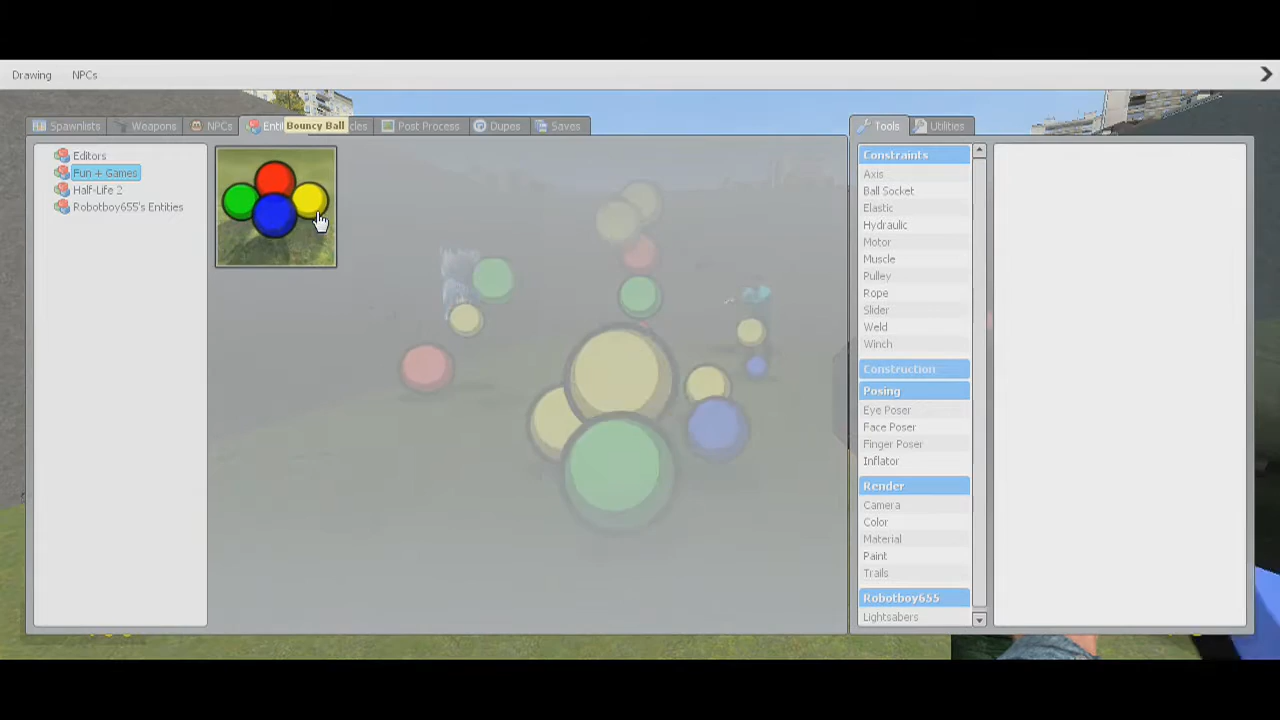 Drawing NPCs
Spawnlists Weapons NPCs Enti Bouncy Ball les Post Process Dupes Saves
Tools Utilities
Editors
Fun + Games
Half-Life 2
Robotboy655's Entities
Constraints
Axis
Ball Socket
Elastic
Hydraulic
Motor
Muscle
Pulley
Rope
Slider
Weld
Winch
Construction
Posing
Eye Poser
Face Poser
Finger Poser
Inflator
Render
Camera
Color
Material
Paint
Trails
Robotboy655
Lightsabers